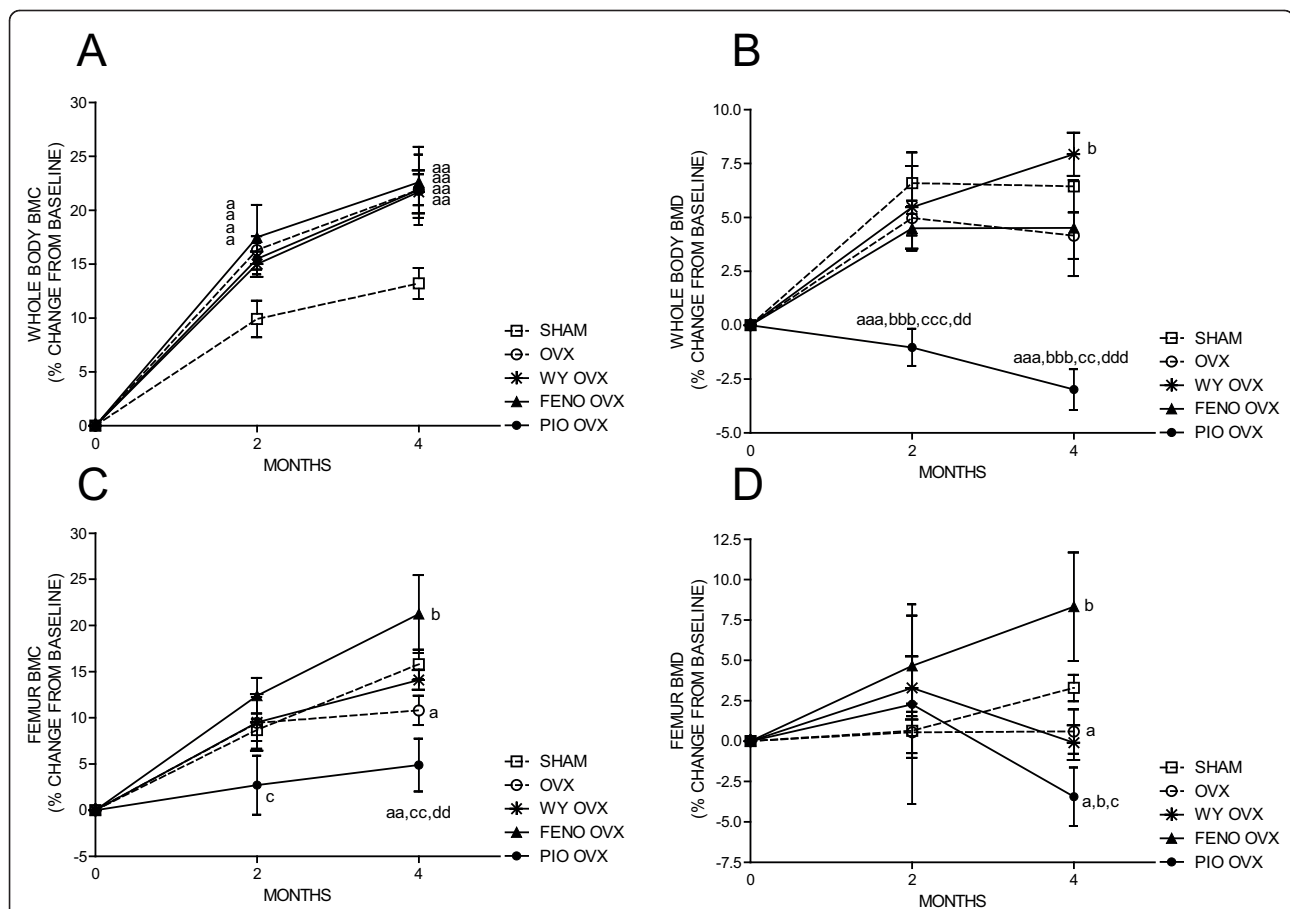 A
WHOLE BODY BMC
(% CHANGE FROM BASELINE)
30
25
20
15
10
5
0
a
a
a
a
aa
aa
aa
aa
0
2
4
MONTHS
SHAM
OVX
WY OVX
FENO OVX
PIO OVX
B
WHOLE BODY BMD
(% CHANGE FROM BASELINE)
10.0
7.5
5.0
2.5
0.0
-2.5
-5.0
b
aaa,bbb,ccc,dd
aaa,bbb,cc,ddd
0
2
4
MONTHS
SHAM
OVX
WY OVX
FENO OVX
PIO OVX
C
FEMUR BMC
(% CHANGE FROM BASELINE)
30
25
20
15
10
5
0
-5
b
a
c
aa,cc,dd
0
2
4
MONTHS
SHAM
OVX
WY OVX
FENO OVX
PIO OVX
D
FEMUR BMD
(% CHANGE FROM BASELINE)
12.5
10.0
7.5
5.0
2.5
0.0
-2.5
-5.0
-7.5
b
a
a,b,c
0
2
4
MONTHS
SHAM
OVX
WY OVX
FENO OVX
PIO OVX